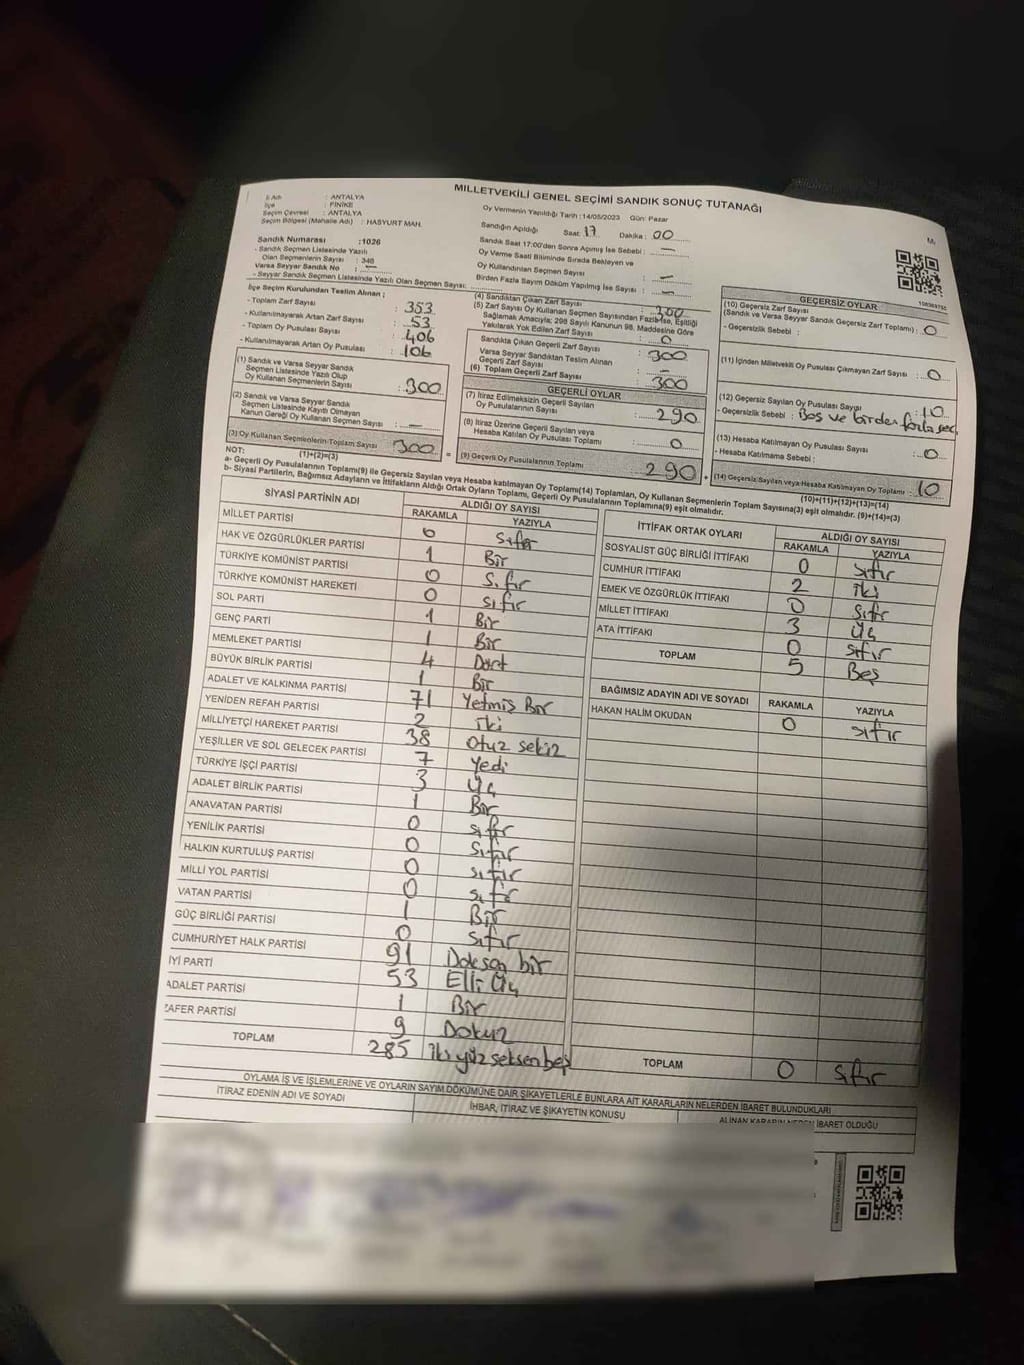 MİLLETVEKİLİ GENEL SEÇİMİ SANDIK SONUÇ TUTANAĞI
İl Adı : ANTALYA
İlçe : FİNİKE
Seçim Çevresi : ANTALYA
Seçim Bölgesi (Mahalle Adı) : HASYURT MAH.
Sandık Numarası :1026
- Sandık Seçmen Listesinde Yazılı
Olan Seçmenlerin Sayısı : 346
Varsa Seyyar Sandık No : —
- Seyyar Sandık Seçmen Listesinde Yazılı Olan Seçmen Sayısı:
Oy Vermenin Yapıldığı Tarih :14/05/2023 Gün: Pazar
Sandığın Açıldığı Saat: 17 Dakika : 00
Sandık Saat 17:00'den Sonra Açılmış İse Sebebi : —
Oy Verme Saati Bitiminde Sırada Bekleyen ve
Oy Kullandırılan Seçmen Sayısı : —
Birden Fazla Sayım Döküm Yapılmış İse Sayısı : —
İlçe Seçim Kurulundan Teslim Alınan ;
- Toplam Zarf Sayısı : 353
- Kullanılmayarak Artan Zarf Sayısı : 53
- Toplam Oy Pusulası Sayısı : 406
- Kullanılmayarak Artan Oy Pusulası : 106
(1) Sandık ve Varsa Seyyar Sandık
Seçmen Listesinde Yazılı Olup
Oy Kullanan Seçmenlerin Sayısı : 300
(2) Sandık ve Varsa Seyyar Sandık
Seçmen Listesinde Kayıtlı Olmayan
Kanun Gereği Oy Kullanan Seçmen Sayısı : —
(3) Oy Kullanan Seçmenlerin Toplam Sayısı : 300
(1)+(2)=(3)
(4) Sandıktan Çıkan Zarf Sayısı : 300
(5) Zarf Sayısı Oy Kullanan Seçmen Sayısından Fazla İse, Eşitliği
Sağlamak Amacıyla; 298 Sayılı Kanunun 98. Maddesine Göre
Yakılarak Yok Edilen Zarf Sayısı : 0
Sandıkta Çıkan Geçerli Zarf Sayısı : 300
Varsa Seyyar Sandıktan Teslim Alınan
Geçerli Zarf Sayısı : —
(6) Toplam Geçerli Zarf Sayısı : 300
GEÇERLİ OYLAR
(7) İtiraz Edilmeksizin Geçerli Sayılan
Oy Pusulalarının Sayısı : 290
(8) İtiraz Üzerine Geçerli Sayılan veya
Hesaba Katılan Oy Pusulası Toplamı : 0
(9) Geçerli Oy Pusulalarının Toplamı : 290
GEÇERSİZ OYLAR
(10) Geçersiz Zarf Sayısı
(Sandık ve Varsa Seyyar Sandık Geçersiz Zarf Toplamı) : 0
- Geçersizlik Sebebi :
(11) İçinden Milletvekili Oy Pusulası Çıkmayan Zarf Sayısı : 0
(12) Geçersiz Sayılan Oy Pusulası Sayısı : 10
- Geçersizlik Sebebi : Boş ve birden fazla seç.
(13) Hesaba Katılmayan Oy Pusulası Sayısı : 0
- Hesaba Katılmama Sebebi :
(14) Geçersiz Sayılan veya Hesaba Katılmayan Oy Toplamı : 10
(10)+(11)+(12)+(13)=(14)
NOT:
a- Geçerli Oy Pusulalarının Toplamı(9) ile Geçersiz Sayılan veya Hesaba katılmayan Oy Toplamı(14) Toplamları, Oy Kullanan Seçmenlerin Toplam Sayısına(3) eşit olmalıdır. (9)+(14)=(3)
b- Siyasi Partilerin, Bağımsız Adayların ve İttifakların Aldığı Ortak Oyların Toplamı, Geçerli Oy Pusulalarının Toplamına(9) eşit olmalıdır.
SİYASİ PARTİNİN ADI
ALDIĞI OY SAYISI
RAKAMLA YAZIYLA
MİLLET PARTİSİ 0 Sıfır
HAK VE ÖZGÜRLÜKLER PARTİSİ 1 Bir
TÜRKİYE KOMÜNİST PARTİSİ 0 Sıfır
TÜRKİYE KOMÜNİST HAREKETİ 0 Sıfır
SOL PARTİ 1 Bir
GENÇ PARTİ 1 Bir
MEMLEKET PARTİSİ 4 Dört
BÜYÜK BİRLİK PARTİSİ 1 Bir
ADALET VE KALKINMA PARTİSİ 71 Yetmiş Bir
YENİDEN REFAH PARTİSİ 2 iki
MİLLİYETÇİ HAREKET PARTİSİ 38 Otuz sekiz
YEŞİLLER VE SOL GELECEK PARTİSİ 7 Yedi
TÜRKİYE İŞÇİ PARTİSİ 3 Üç
ADALET BİRLİK PARTİSİ 1 Bir
ANAVATAN PARTİSİ 0 sıfır
YENİLİK PARTİSİ 0 Sıfır
HALKIN KURTULUŞ PARTİSİ 0 sıfır
MİLLİ YOL PARTİSİ 0 sıfır
VATAN PARTİSİ 1 Bir
GÜÇ BİRLİĞİ PARTİSİ 0 sıfır
CUMHURİYET HALK PARTİSİ 91 Doksan bir
İYİ PARTİ 53 Elli Üç
ADALET PARTİSİ 1 Bir
ZAFER PARTİSİ 9 Dokuz
TOPLAM 285 iki yüz seksen beş
İTTİFAK ORTAK OYLARI
ALDIĞI OY SAYISI
RAKAMLA YAZIYLA
SOSYALİST GÜÇ BİRLİĞİ İTTİFAKI 0 sıfır
CUMHUR İTTİFAKI 2 iki
EMEK VE ÖZGÜRLÜK İTTİFAKI 0 sıfır
MİLLET İTTİFAKI 3 Üç
ATA İTTİFAKI 0 sıfır
TOPLAM 5 Beş
BAĞIMSIZ ADAYIN ADI VE SOYADI RAKAMLA YAZIYLA
HAKAN HALİM OKUDAN 0 sıfır
TOPLAM 0 sıfır
OYLAMA İŞ VE İŞLEMLERİNE VE OYLARIN SAYIM DÖKÜMÜNE DAİR ŞİKAYETLERLE BUNLARA AİT KARARLARIN NELERDEN İBARET BULUNDUKLARI
İTİRAZ EDENİN ADI VE SOYADI
İHBAR, İTİRAZ VE ŞİKAYETİN KONUSU
ALINAN KARARIN NEDEN İBARET OLDUĞU